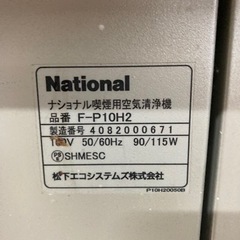 National
ナショナル喫煙用空気清浄機
品番 F-P10H2
製造番号 4082000671
100V 50/60Hz 90/115W
SHMESC
松下エコシステムズ株式会社
P10H20050B